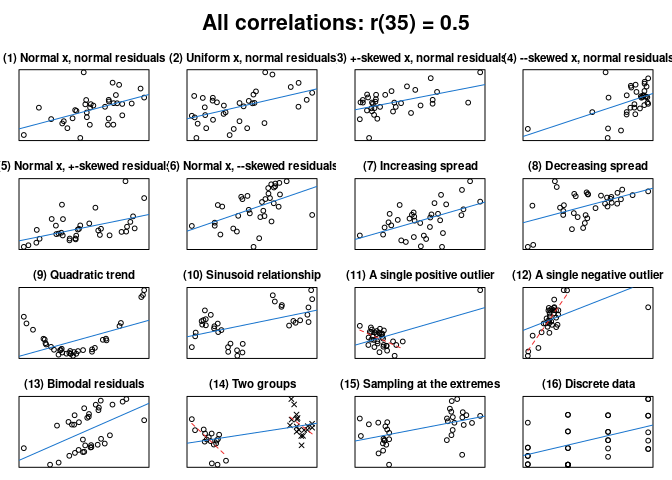 All correlations: r(35) = 0.5
(1) Normal x, normal residuals
(2) Uniform x, normal residuals
3) +-skewed x, normal residuals
(4) --skewed x, normal residuals
5) Normal x, +-skewed residuals
(6) Normal x, --skewed residuals
(7) Increasing spread
(8) Decreasing spread
(9) Quadratic trend
(10) Sinusoid relationship
(11) A single positive outlier
(12) A single negative outlier
(13) Bimodal residuals
(14) Two groups
(15) Sampling at the extremes
(16) Discrete data